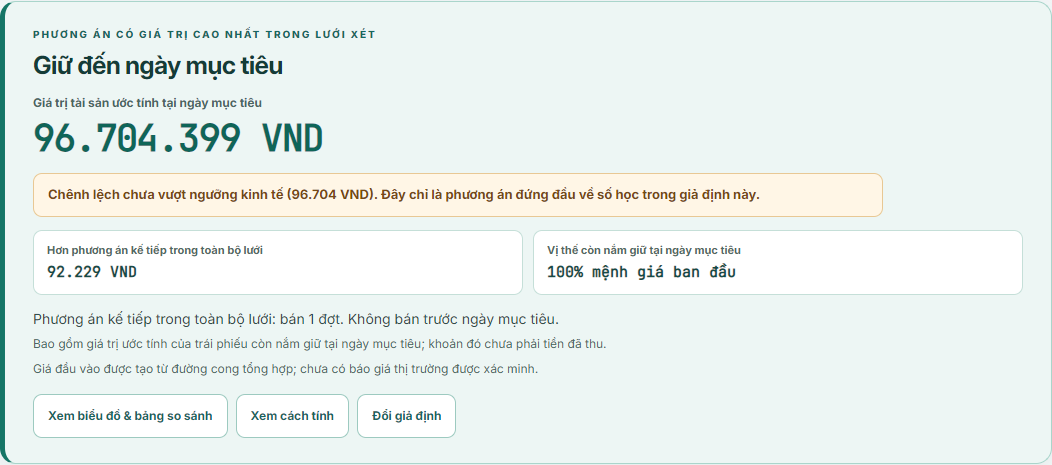 PHƯƠNG ÁN CÓ GIÁ TRỊ CAO NHẤT TRONG LƯỚI XÉT
Giữ đến ngày mục tiêu
Giá trị tài sản ước tính tại ngày mục tiêu
96.704.399 VND
Chênh lệch chưa vượt ngưỡng kinh tế (96.704 VND). Đây chỉ là phương án đứng đầu về số học trong giả định này.
Hơn phương án kế tiếp trong toàn bộ lưới
92.229 VND
Vị thế còn nắm giữ tại ngày mục tiêu
100% mệnh giá ban đầu
Phương án kế tiếp trong toàn bộ lưới: bán 1 đợt. Không bán trước ngày mục tiêu.
Bao gồm giá trị ước tính của trái phiếu còn nắm giữ tại ngày mục tiêu; khoản đó chưa phải tiền đã thu.
Giá đầu vào được tạo từ đường cong tổng hợp; chưa có báo giá thị trường được xác minh.
Xem biểu đồ & bảng so sánh
Xem cách tính
Đổi giả định